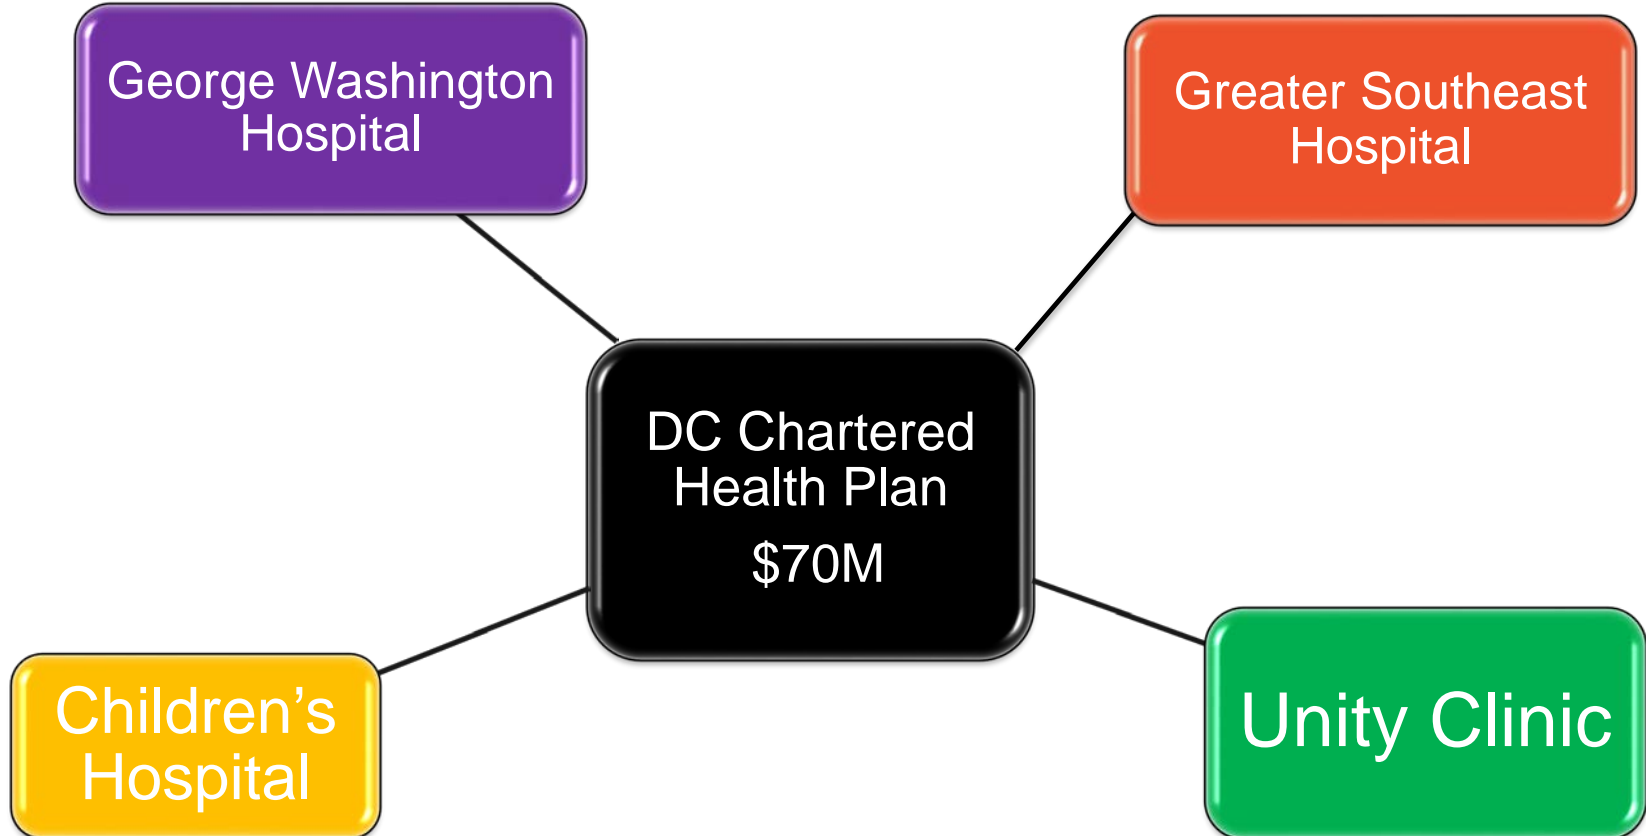 George Washington
Hospital
Greater Southeast
Hospital
DC Chartered
Health Plan
$70M
Children’s
Hospital
Unity Clinic